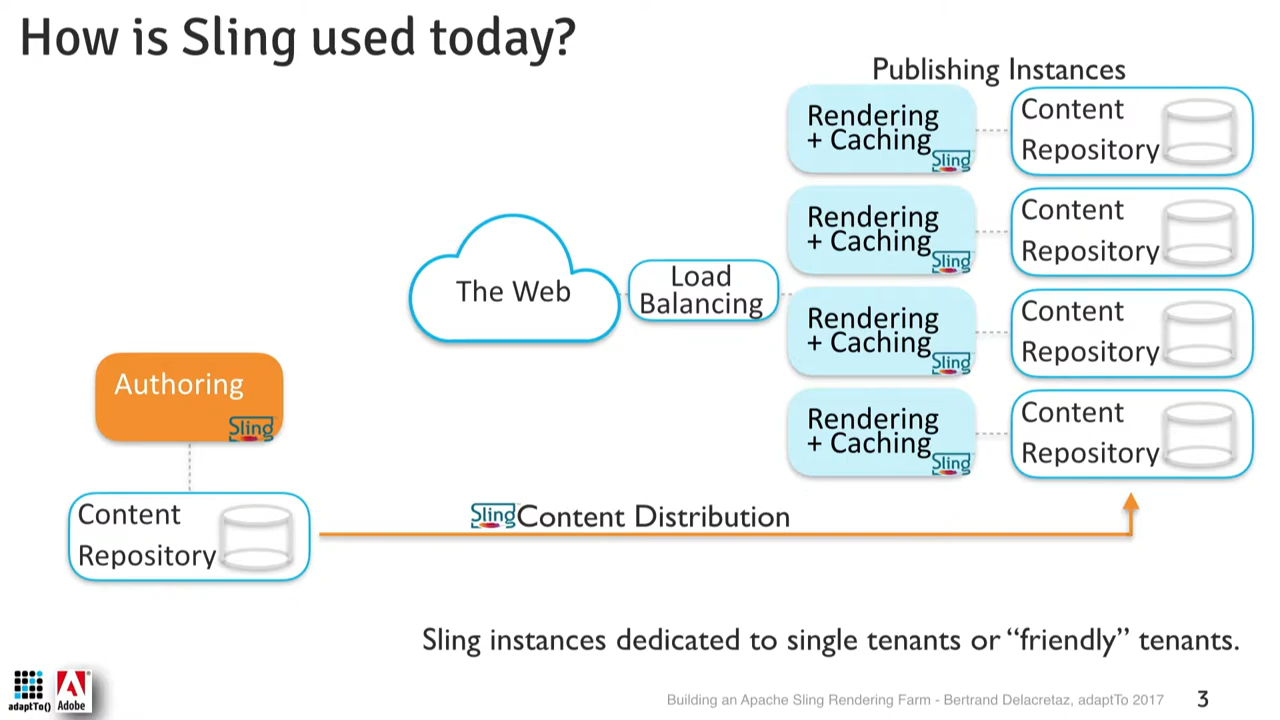 How is Sling used today?
Publishing Instances
Rendering
+ Caching
Sling
Content
Repository
Rendering
+ Caching
Sling
Content
Repository
The Web
Load
Balancing
Rendering
+ Caching
Sling
Content
Repository
Authoring
Sling
Rendering
+ Caching
Sling
Content
Repository
Content
Repository
Sling Content Distribution
Sling instances dedicated to single tenants or “friendly” tenants.
adaptTo()
Adobe
Building an Apache Sling Rendering Farm - Bertrand Delacretaz, adaptTo 2017
3